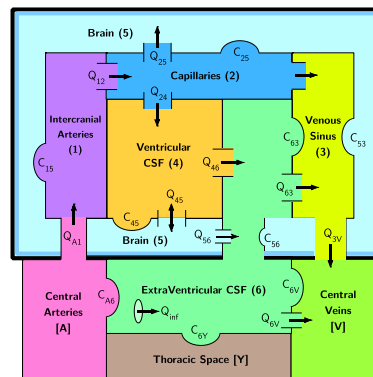 Brain (5)
Q25
C25
Q12
Capillaries (2)
Q24
Intercranial
Arteries
(1)
Ventricular
CSF (4)
Venous
Sinus
(3)
C63
C53
C15
Q46
Q63
Q45
C45
Q56
C56
QA1
Brain (5)
Q3V
Central
Arteries
[A]
CA6
ExtraVentricular CSF (6)
C6V
Central
Veins
[V]
Qinf
Q6V
C6Y
Thoracic Space [Y]